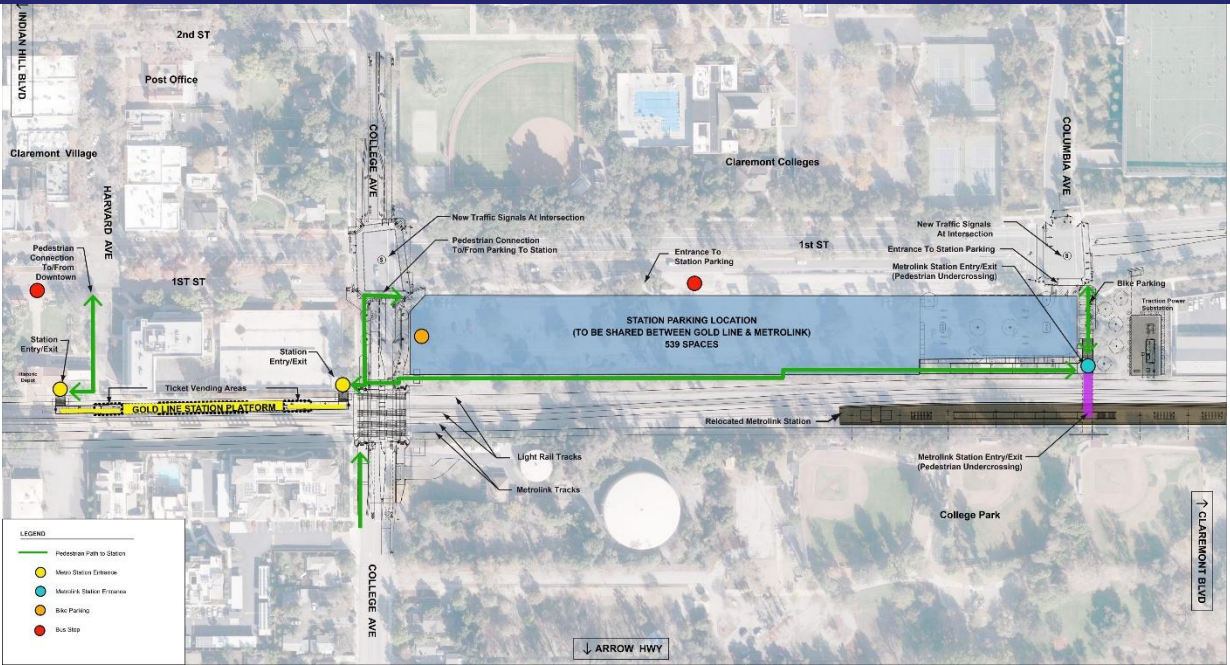 INDIAN HILL BLVD
2nd ST
Post Office
Claremont Village
HARVARD AVE
COLLEGE AVE
Claremont Colleges
COLUMBIA AVE
New Traffic Signals At Intersection
Pedestrian Connection
To/From Parking To Station
Entrance To
Station Parking
1st ST
New Traffic Signals
At Intersection
Entrance To Station Parking
Metrolink Station Entry/Exit
(Pedestrian Undercrossing)
Bike Parking
Traction Power
Substation
Pedestrian
Connection
To/From
Downtown
1ST ST
Station
Entry/Exit
Historic
Depot
Ticket Vending Areas
Station
Entry/Exit
GOLD LINE STATION PLATFORM
STATION PARKING LOCATION
(TO BE SHARED BETWEEN GOLD LINE & METROLINK)
539 SPACES
Relocated Metrolink Station
Light Rail Tracks
Metrolink Tracks
Metrolink Station Entry/Exit
(Pedestrian Undercrossing)
College Park
CLAREMONT BLVD
COLLEGE AVE
ARROW HWY
LEGEND
Pedestrian Path to Station
Metro Station Entrance
Metrolink Station Entrance
Bike Parking
Bus Stop